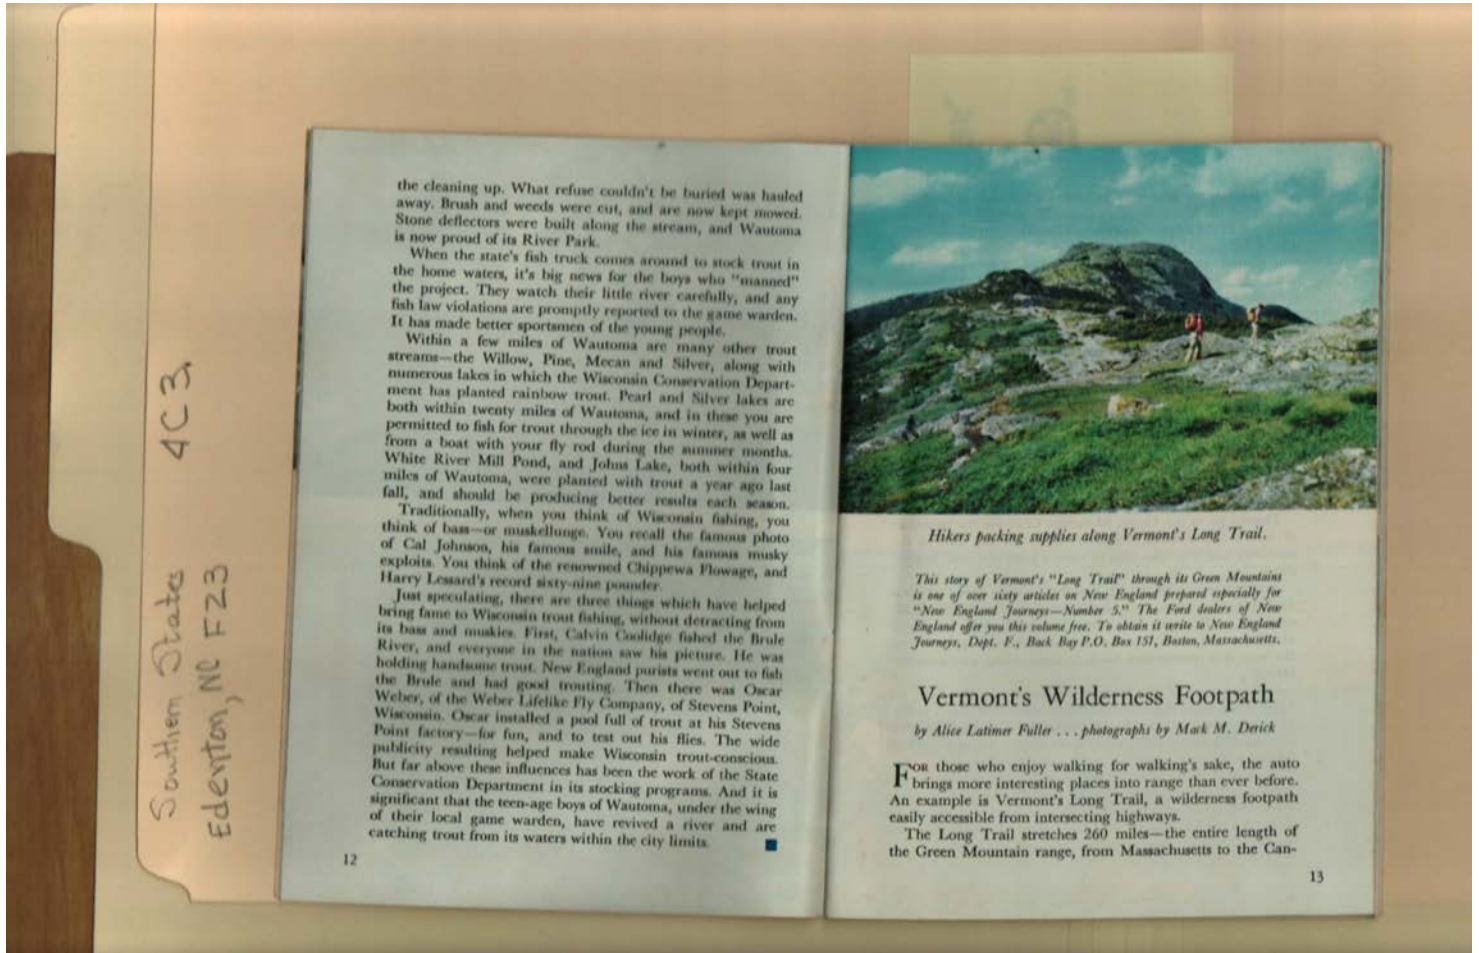 Southern States 4C3
Edenton, NC F23
the cleaning up. What refuse couldn't be buried was hauled
away. Brush and weeds were cut, and are now kept mowed.
Stone deflectors were built along the stream, and Wautoma
is now proud of its River Park.
When the state's fish truck comes around to stock trout in
the home waters, it's big news for the boys who "manned"
the project. They watch their little river carefully, and any
fish law violations are promptly reported to the game warden.
It has made better sportsmen of the young people.
Within a few miles of Wautoma are many other trout
streams—the Willow, Pine, Mecan and Silver, along with
numerous lakes in which the Wisconsin Conservation Depart-
ment has planted rainbow trout. Pearl and Silver lakes are
both within twenty miles of Wautoma, and in these you are
permitted to fish for trout through the ice in winter, as well as
from a boat with your fly rod during the summer months.
White River Mill Pond, and Johns Lake, both within four
miles of Wautoma, were planted with trout a year ago last
fall, and should be producing better results each season.
Traditionally, when you think of Wisconsin fishing, you
think of bass—or muskellunge. You recall the famous photo
of Cal Johnson, his famous smile, and his famous musky
exploits. You think of the renowned Chippewa Flowage, and
Harry Lessard's record sixty-nine pounder.
Just speculating, there are three things which have helped
bring fame to Wisconsin trout fishing, without detracting from
its bass and muskies. First, Calvin Coolidge fished the Brule
River, and everyone in the nation saw his picture. He was
holding handsome trout. New England purists went out to fish
the Brule and had good trouting. Then there was Oscar
Weber, of the Weber Lifelike Fly Company, of Stevens Point,
Wisconsin. Oscar installed a pool full of trout at his Stevens
Point factory—for fun, and to test out his flies. The wide
publicity resulting helped make Wisconsin trout-conscious.
But far above these influences has been the work of the State
Conservation Department in its stocking programs. And it is
significant that the teen-age boys of Wautoma, under the wing
of their local game warden, have revived a river and are
catching trout from its waters within the city limits.
12
Hikers packing supplies along Vermont's Long Trail.
This story of Vermont's "Long Trail" through its Green Mountains
is one of over sixty articles on New England prepared especially for
"New England Journeys—Number 5." The Ford dealers of New
England offer you this volume free. To obtain it write to New England
Journeys, Dept. F., Back Bay P.O. Box 151, Boston, Massachusetts.
Vermont's Wilderness Footpath
by Alice Latimer Fuller . . . photographs by Mack M. Derick
FOR those who enjoy walking for walking's sake, the auto
brings more interesting places into range than ever before.
An example is Vermont's Long Trail, a wilderness footpath
easily accessible from intersecting highways.
The Long Trail stretches 260 miles—the entire length of
the Green Mountain range, from Massachusetts to the Can-
13